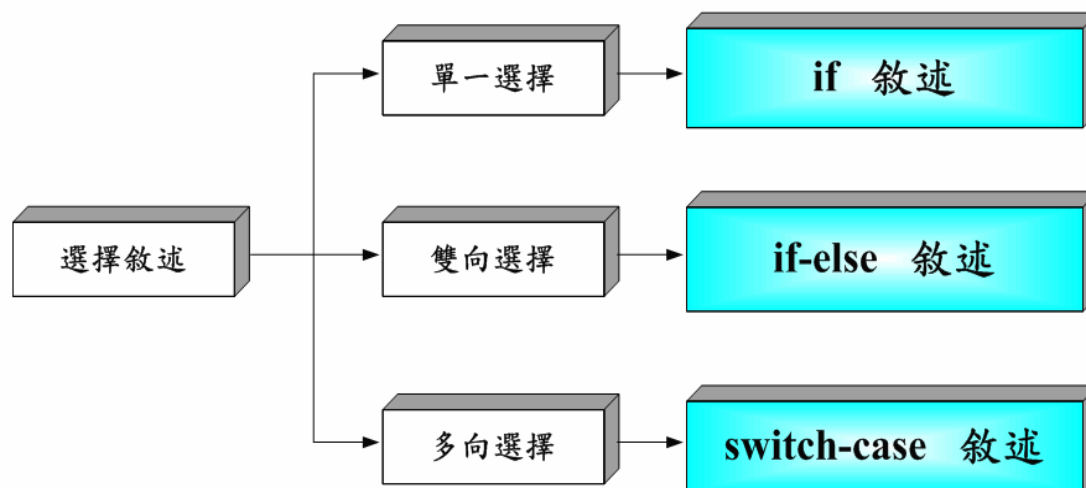 單一選擇
if 敘述
選擇敘述
雙向選擇
if-else 敘述
多向選擇
switch-case 敘述